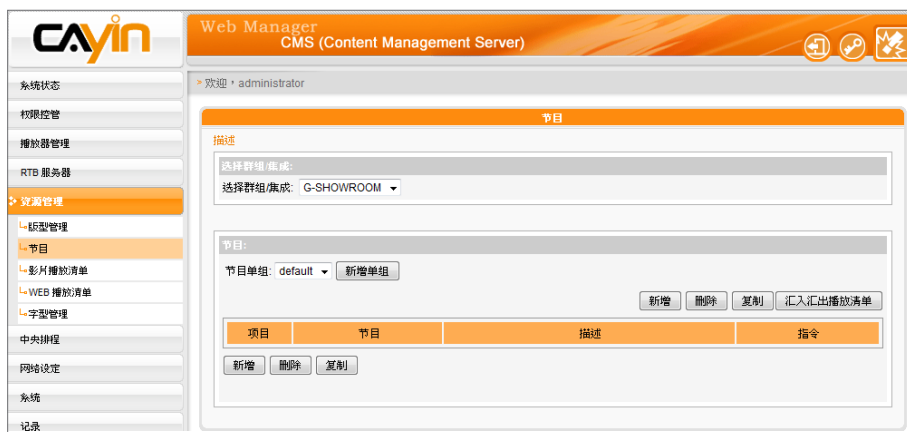 CAYIN
Web Manager
CMS (Content Management Server)
系统状态
权限控管
播放器管理
RTB 服务器
资源管理
版型管理
节目
影片播放清单
WEB 播放清单
字型管理
中央排程
网络设定
系统
记录
欢迎,administrator
节目
描述
选择群组/集成:
选择群组/集成: G-SHOWROOM
节目:
节目单组: default 新增单组
新增 删除 复制 汇入汇出播放清单
项目 节目 描述 指令
新增 删除 复制